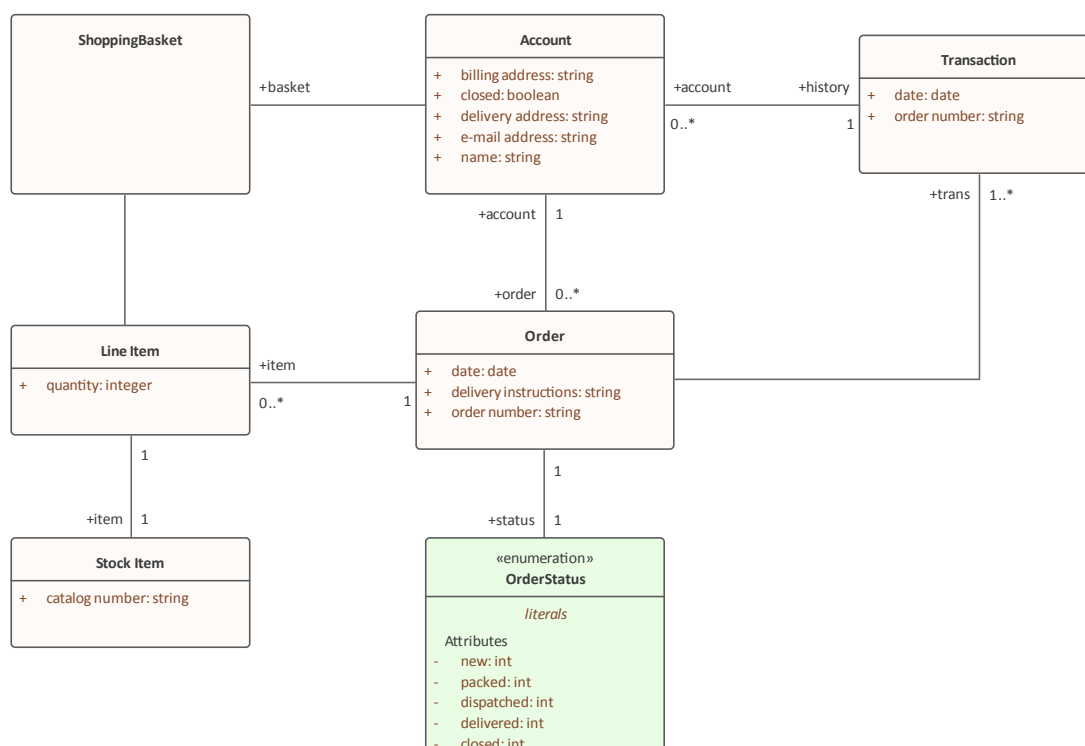 ShoppingBasket
+basket
Account
+ billing address: string
+ closed: boolean
+ delivery address: string
+ e-mail address: string
+ name: string
+account
0..*
+history
1
Transaction
+ date: date
+ order number: string
+trans
1..*
+account
1
+order
0..*
Line Item
+ quantity: integer
+item
0..*
1
Order
+ date: date
+ delivery instructions: string
+ order number: string
1
+item
1
Stock Item
+ catalog number: string
1
+status
1
«enumeration»
OrderStatus
literals
Attributes
- new: int
- packed: int
- dispatched: int
- delivered: int
- closed: int